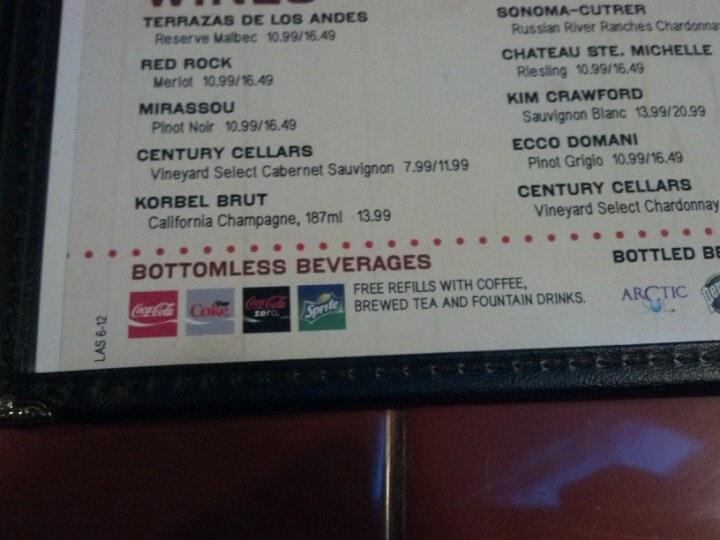 WINES
TERRAZAS DE LOS ANDES
Reserve Malbec 10.99/16.49
RED ROCK
Merlot 10.99/16.49
MIRASSOU
Pinot Noir 10.99/16.49
CENTURY CELLARS
Vineyard Select Cabernet Sauvignon 7.99/11.99
KORBEL BRUT
California Champagne, 187ml 13.99
SONOMA-CUTRER
Russian River Ranches Chardonnay
CHATEAU STE. MICHELLE
Riesling 10.99/16.49
KIM CRAWFORD
Sauvignon Blanc 13.99/20.99
ECCO DOMANI
Pinot Grigio 10.99/16.49
CENTURY CELLARS
Vineyard Select Chardonnay
BOTTOMLESS BEVERAGES
Coca-Cola
Diet Coke
Coca-Cola zero
Sprite
FREE REFILLS WITH COFFEE,
BREWED TEA AND FOUNTAIN DRINKS.
BOTTLED BE
ARCTIC
SOL
LAS 6-12